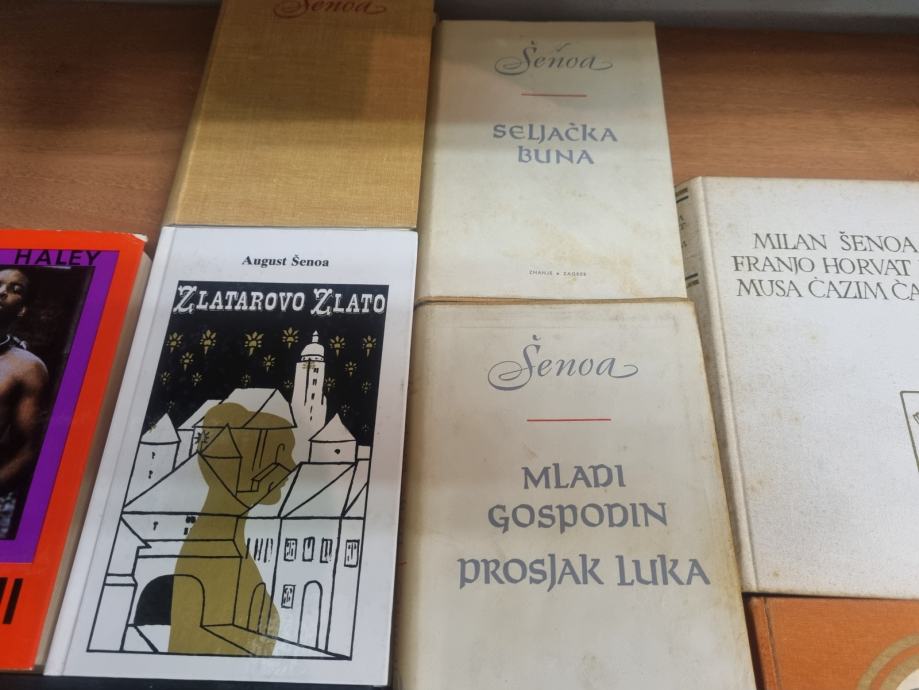 Šenoa
Šenoa
SELJAČKA
BUNA
ZNANJE ★ ZAGREB
HALEY
August Šenoa
ZLATAROVO ZLATO
Šenoa
MLADI
GOSPODIN
PROSJAK LUKA
MILAN ŠENOA
FRANJO HORVAT
MUSA ĆAZIM